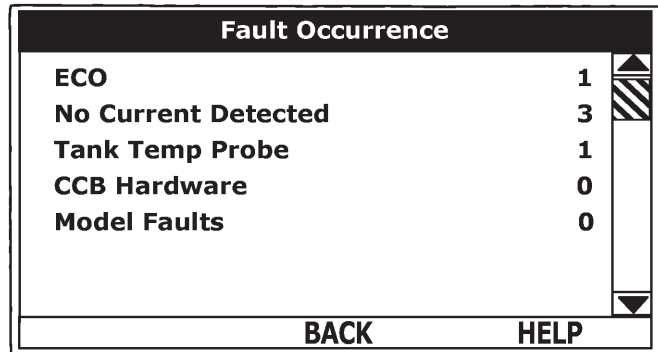 Fault Occurrence
ECO 1
No Current Detected 3
Tank Temp Probe 1
CCB Hardware 0
Model Faults 0
BACK HELP